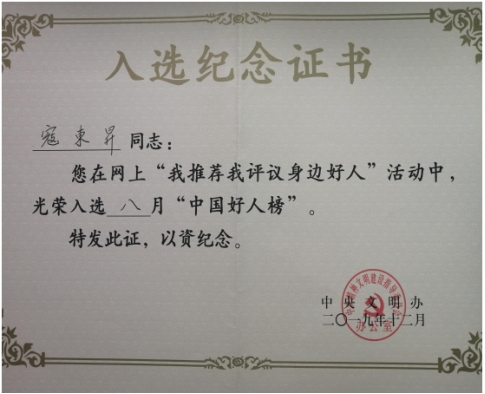 入选纪念证书
寇東昇同志：
您在网上“我推荐我评议身边好人”活动中，
光荣入选八月“中国好人榜”。
特发此证，以资纪念。
中央文明办
二〇一九年十二月